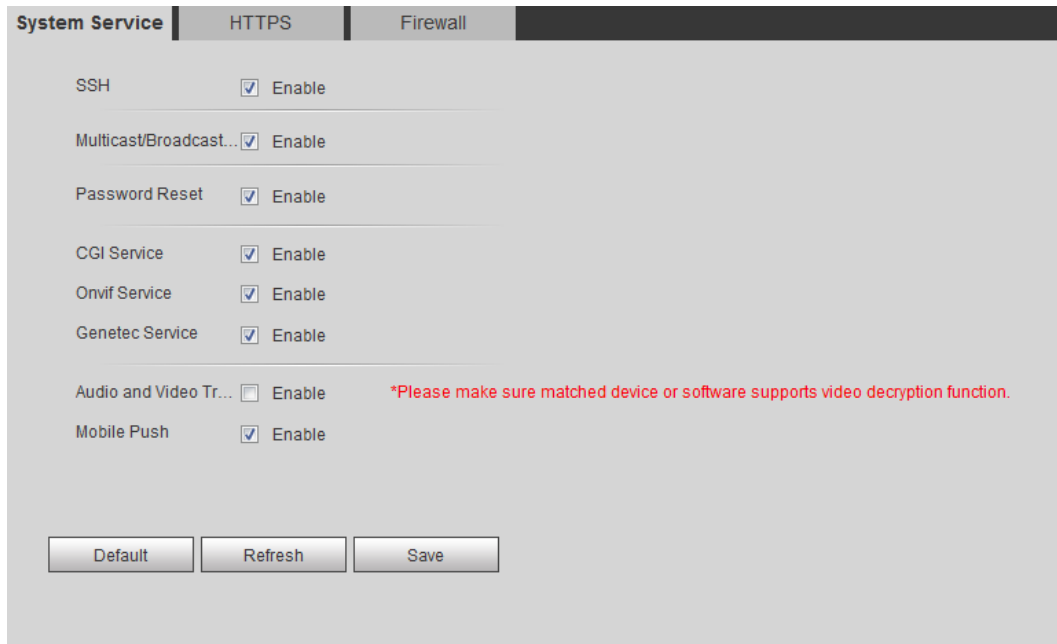 System Service HTTPS Firewall
SSH Enable
Multicast/Broadcast... Enable
Password Reset Enable
CGI Service Enable
Onvif Service Enable
Genetec Service Enable
Audio and Video Tr... Enable *Please make sure matched device or software supports video decryption function.
Mobile Push Enable
Default Refresh Save